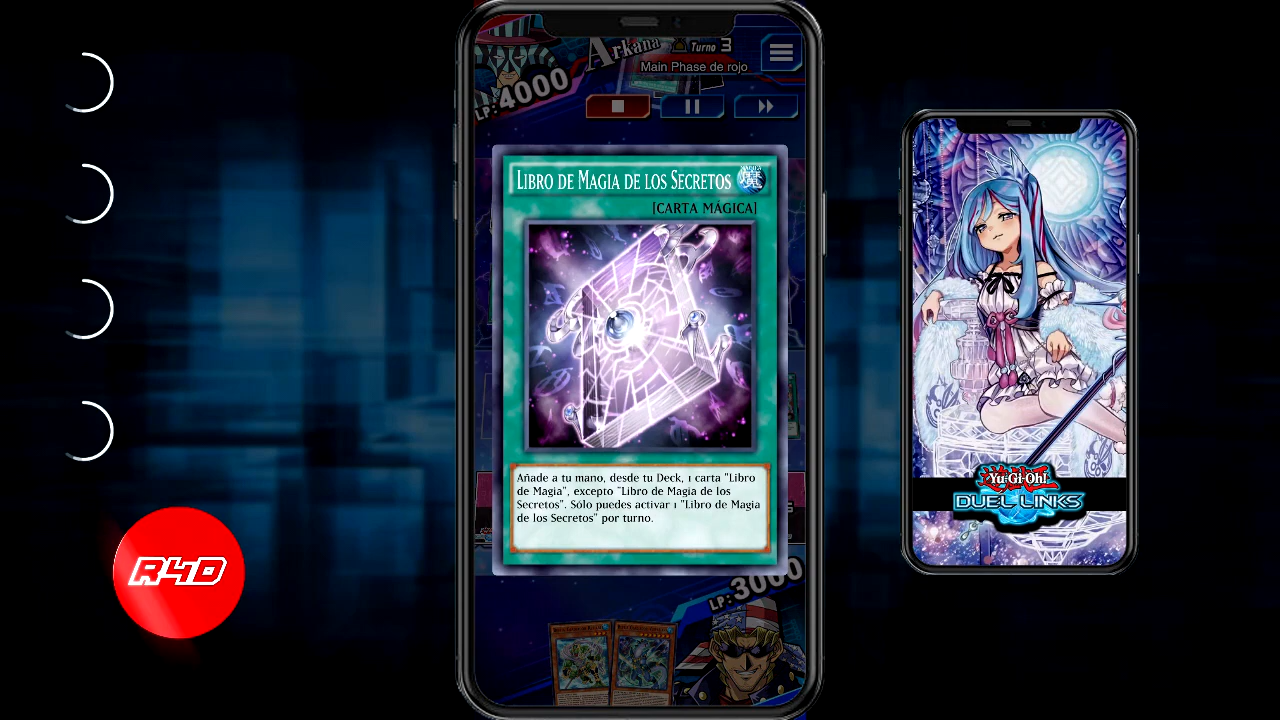 Arkana
Turno 3
Main Phase de rojo
LP:4000
LIBRO DE MAGIA DE LOS SECRETOS
MÁGICA
魔
[CARTA MÁGICA]
Añade a tu mano, desde tu Deck, 1 carta "Libro
de Magia", excepto "Libro de Magia de los
Secretos". Sólo puedes activar 1 "Libro de Magia
de los Secretos" por turno.
LP:3000
R4D
Yu-Gi-Oh!
DUEL LINKS